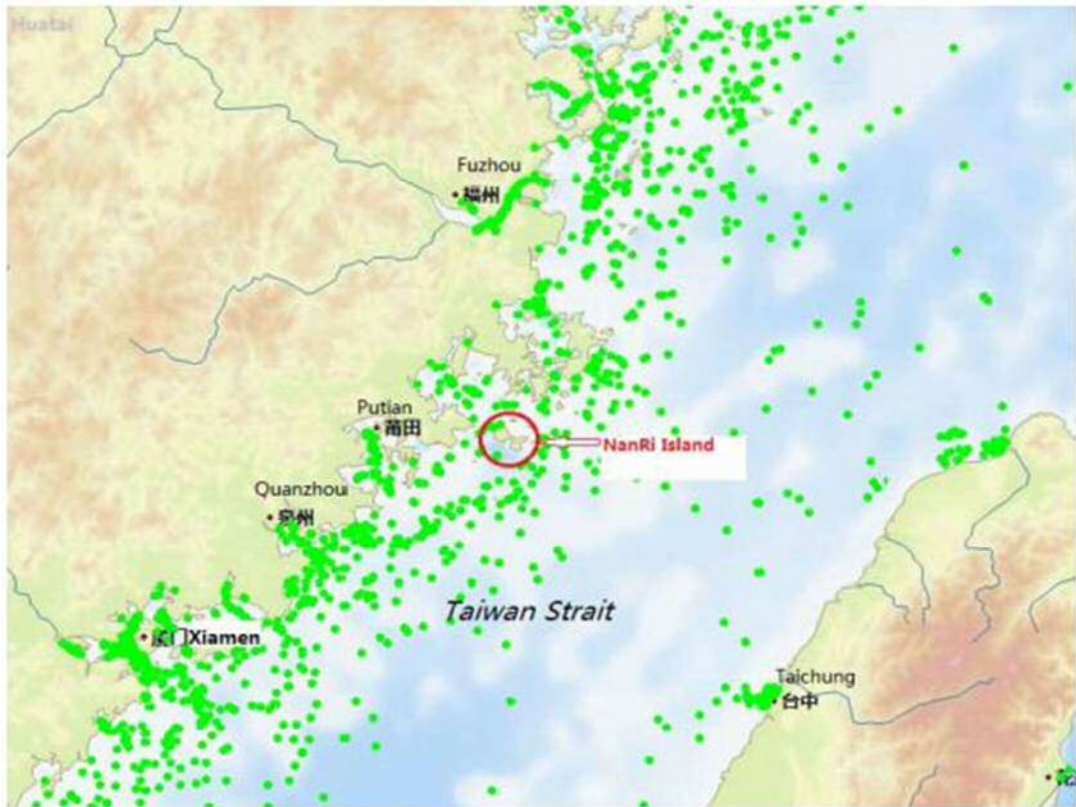 Huatai
Fuzhou
福州
Putian
莆田
NanRi Island
Quanzhou
泉州
Taiwan Strait
厦门Xiamen
Taichung
台中